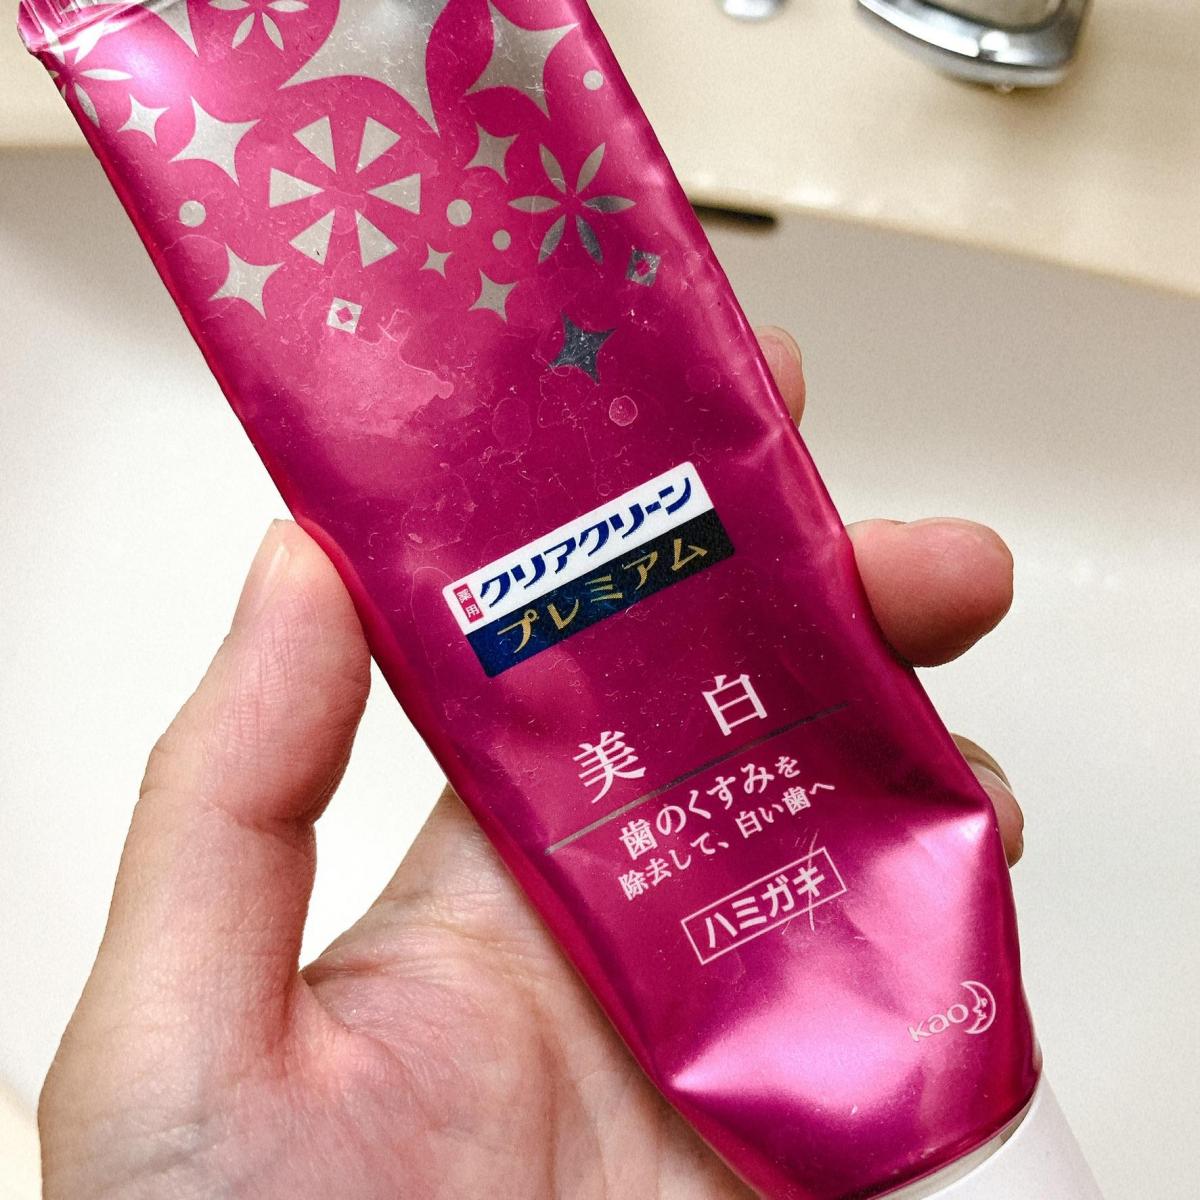 薬用
クリアクリーン
プレミアム
美白
歯のくすみを
除去して、白い歯へ
ハミガキ
kao